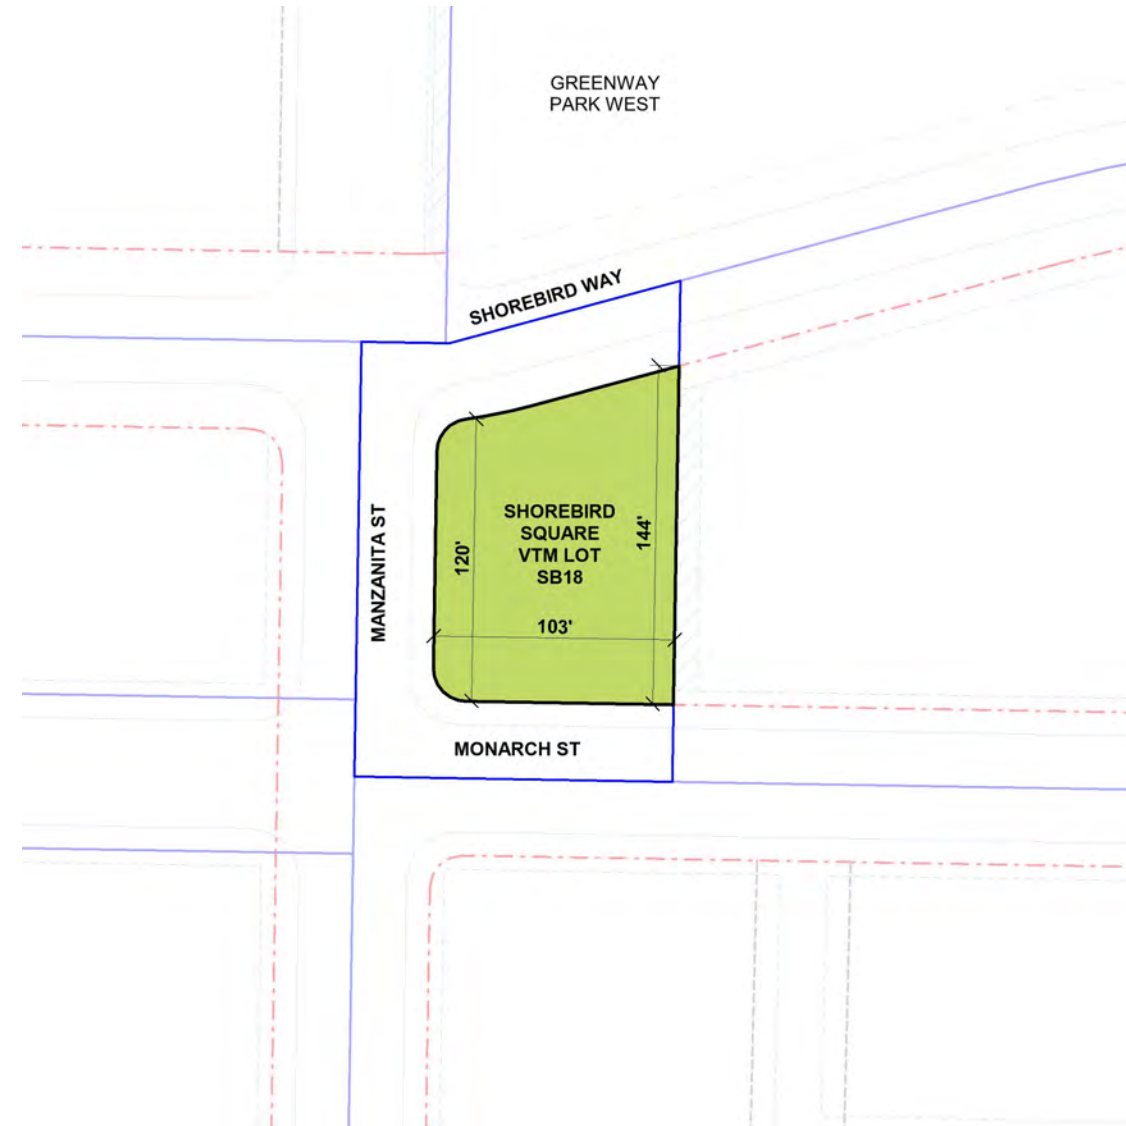 GREENWAY
PARK WEST
SHOREBIRD WAY
MANZANITA ST
SHOREBIRD
SQUARE
VTM LOT
SB18
120'
144'
103'
MONARCH ST